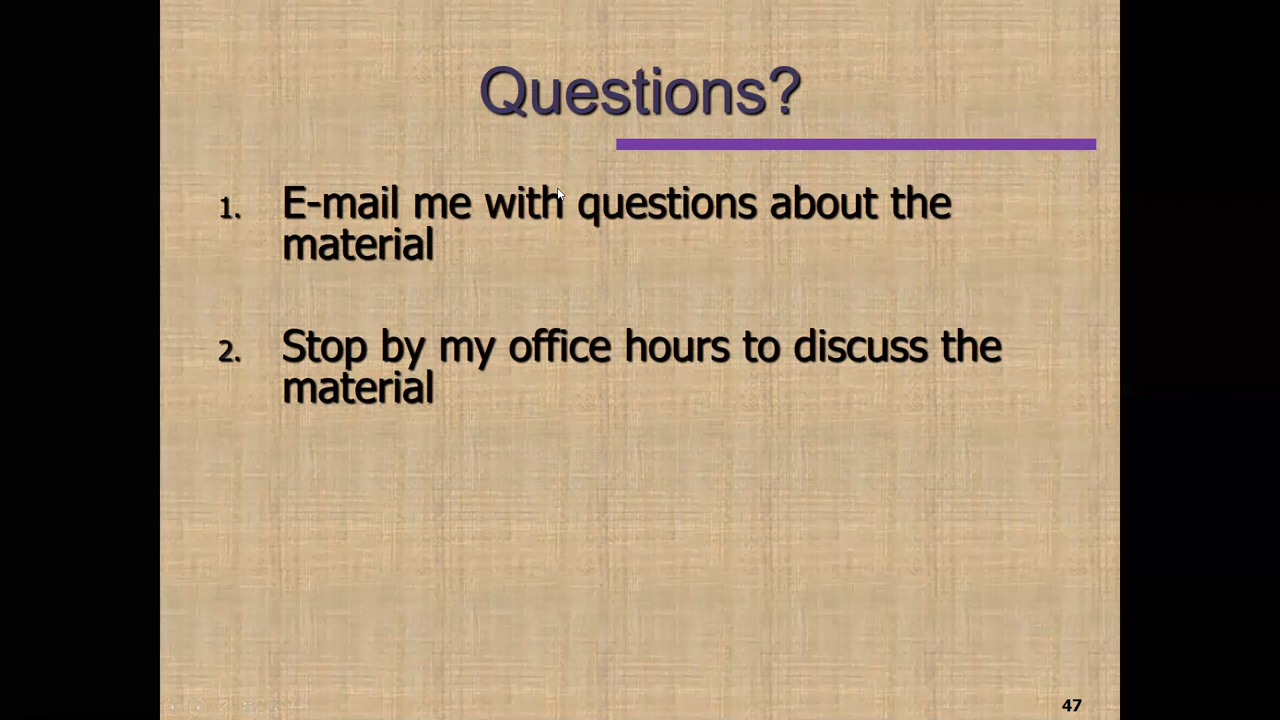 Questions?
1. E-mail me with questions about the
material
2. Stop by my office hours to discuss the
material
47